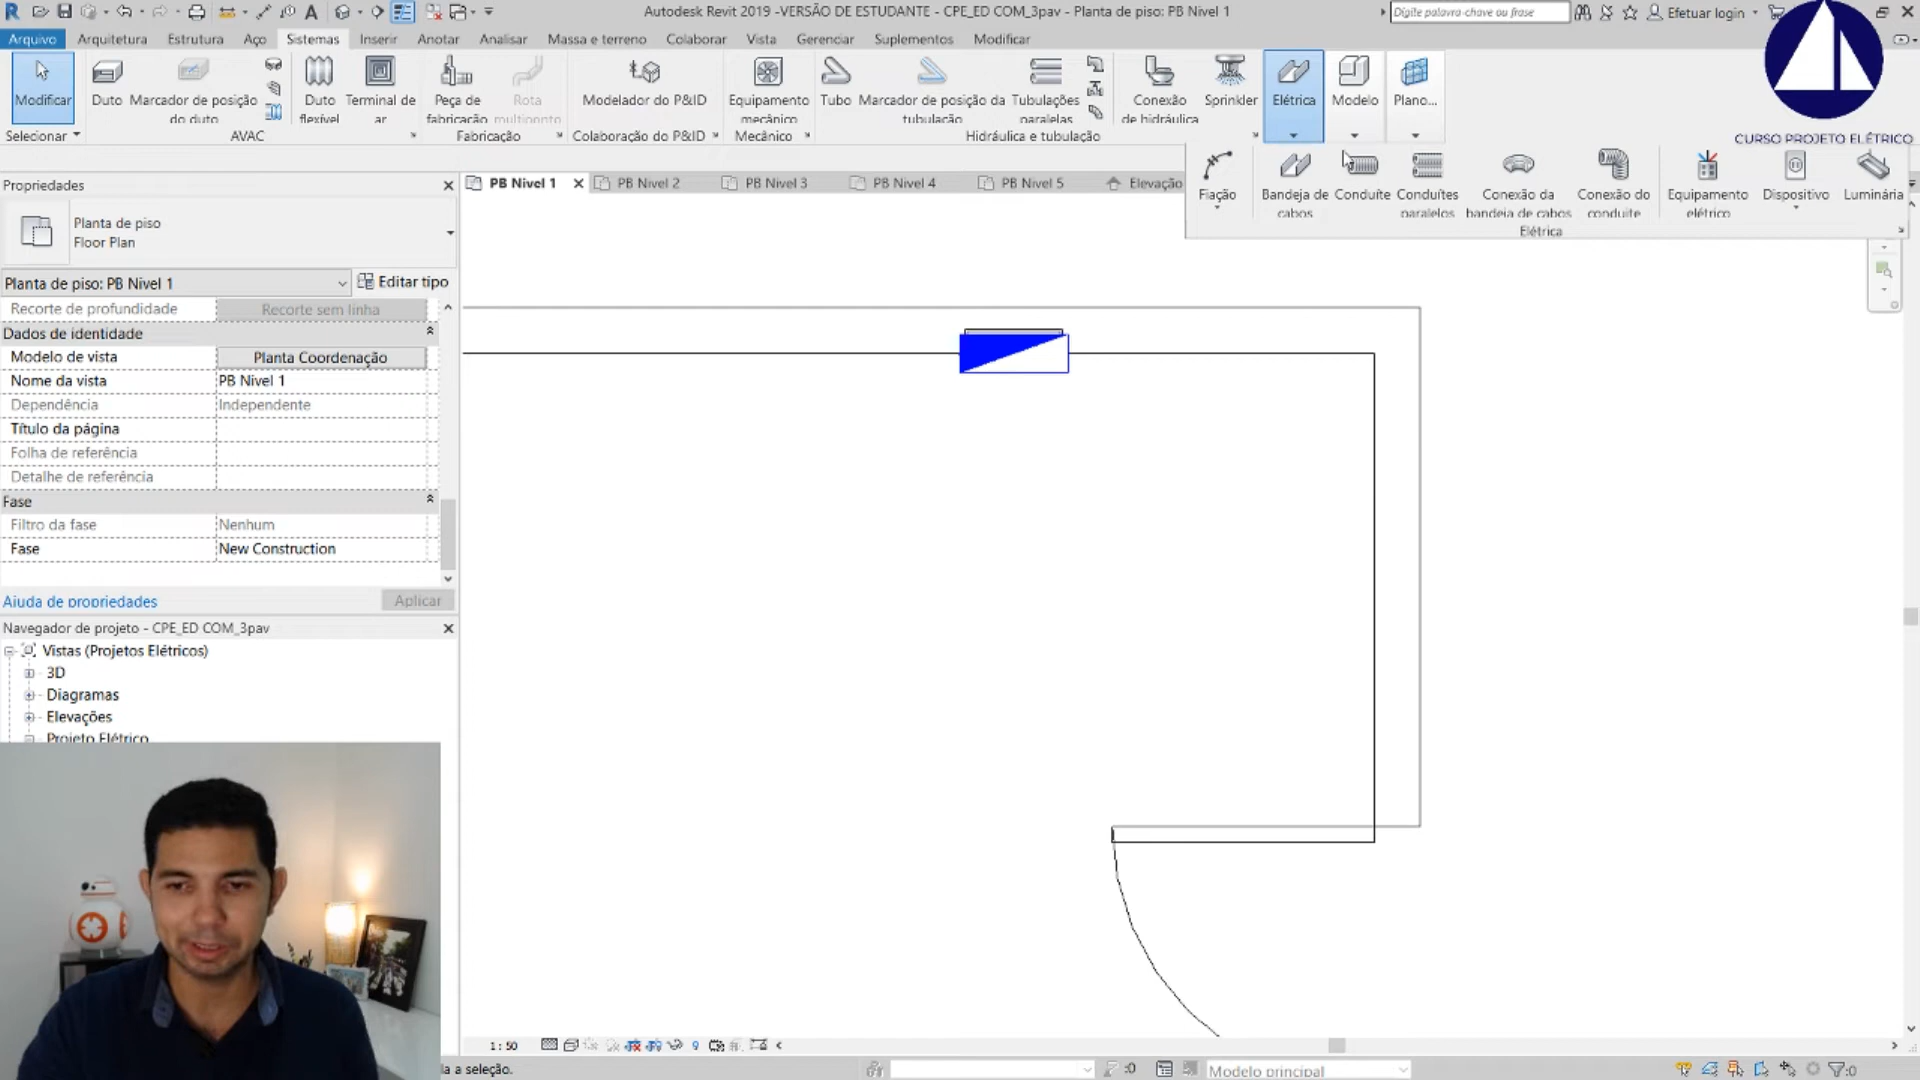 Autodesk Revit 2019 -VERSÃO DE ESTUDANTE - CPE_ED COM_3pav - Planta de piso: PB Nivel 1
Digite palavra-chave ou frase
Efetuar login
Arquivo Arquitetura Estrutura Aço Sistemas Inserir Anotar Analisar Massa e terreno Colaborar Vista Gerenciar Suplementos Modificar
Modificar
Duto
Marcador de posição
do duto
Duto
flexível
Terminal de
ar
Peça de
fabricação
Rota
multiponto
Modelador do P&ID
Equipamento
mecânico
Tubo
Marcador de posição da
tubulação
Tubulações
paralelas
Conexão
de hidráulica
Sprinkler
Elétrica
Modelo
Plano...
Selecionar
AVAC
Fabricação
Colaboração do P&ID
Mecânico
Hidráulica e tubulação
CURSO PROJETO ELÉTRICO
Fiação
Bandeja de
cabos
Conduíte
Conduítes
paralelos
Conexão da
bandeja de cabos
Conexão do
conduíte
Equipamento
elétrico
Dispositivo
Luminária
Elétrica
PB Nivel 1
PB Nivel 2
PB Nivel 3
PB Nivel 4
PB Nivel 5
Elevação
Propriedades
Planta de piso
Floor Plan
Planta de piso: PB Nivel 1
Editar tipo
Recorte de profundidade Recorte sem linha
Dados de identidade
Modelo de vista Planta Coordenação
Nome da vista PB Nivel 1
Dependência Independente
Título da página
Folha de referência
Detalhe de referência
Fase
Filtro da fase Nenhum
Fase New Construction
Ajuda de propriedades
Aplicar
Navegador de projeto - CPE_ED COM_3pav
Vistas (Projetos Elétricos)
3D
Diagramas
Elevações
Projeto Elétrico
1 : 50
a seleção.
:0
Modelo principal
:0